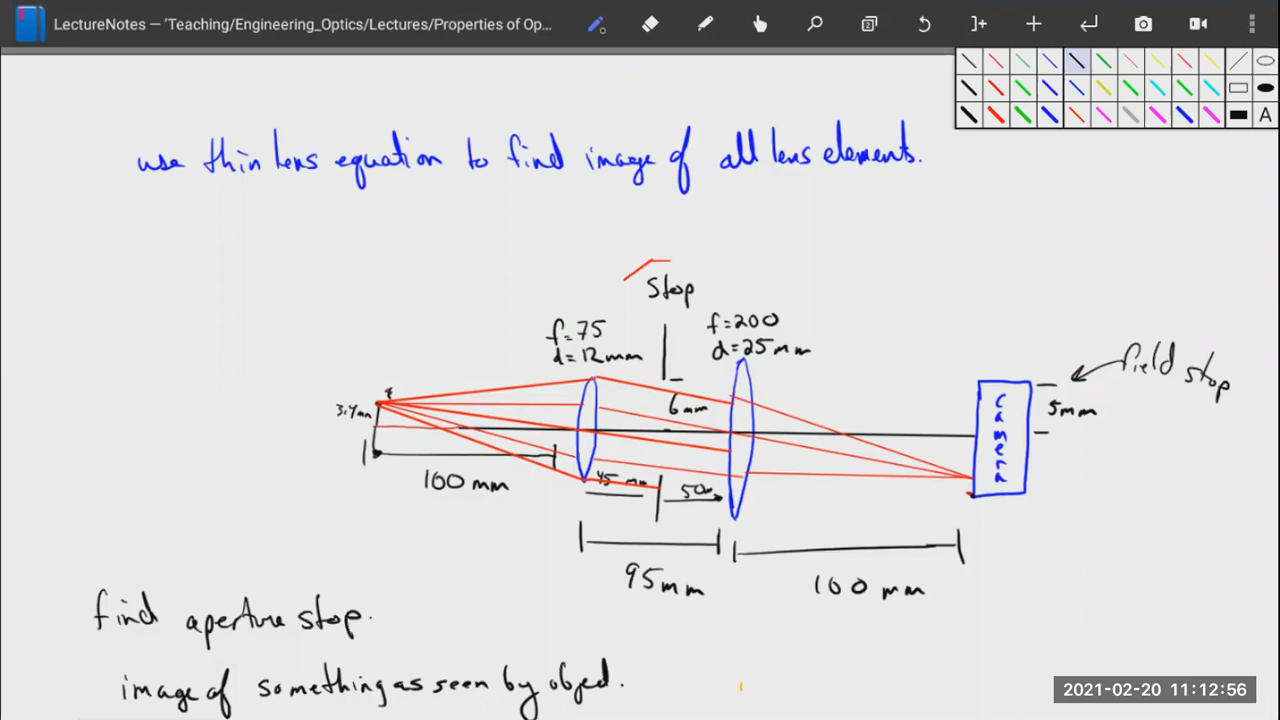 LectureNotes — 'Teaching/Engineering_Optics/Lectures/Properties of Op...
A
use thin lens equation to find image of all lens elements.
Stop
f=75
d=12mm
f=200
d=25mm
field stop
3.4mm
6mm
camera
5mm
100 mm
45 mm
50
95mm
100 mm
find aperture stop.
image of something as seen by object.
2021-02-20 11:12:56